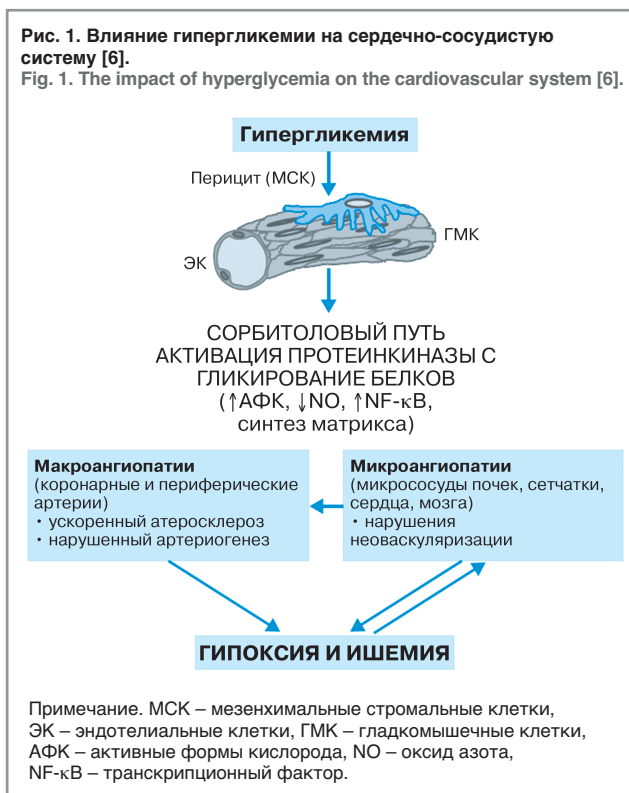 Рис. 1. Влияние гипергликемии на сердечно-сосудистую
систему [6].
Fig. 1. The impact of hyperglycemia on the cardiovascular system [6].
Гипергликемия
Перицит (МСК)
ГМК
ЭК
СОРБИТОЛОВЫЙ ПУТЬ
АКТИВАЦИЯ ПРОТЕИНКИНАЗЫ С
ГЛИКИРОВАНИЕ БЕЛКОВ
(↑АФК, ↓NO, ↑NF-κB,
синтез матрикса)
Макроангиопатии
(коронарные и периферические
артерии)
• ускоренный атеросклероз
• нарушенный артериогенез
Микроангиопатии
(микрососуды почек, сетчатки,
сердца, мозга)
• нарушения
неоваскуляризации
ГИПОКСИЯ И ИШЕМИЯ
Примечание. МСК – мезенхимальные стромальные клетки,
ЭК – эндотелиальные клетки, ГМК – гладкомышечные клетки,
АФК – активные формы кислорода, NO – оксид азота,
NF-κB – транскрипционный фактор.